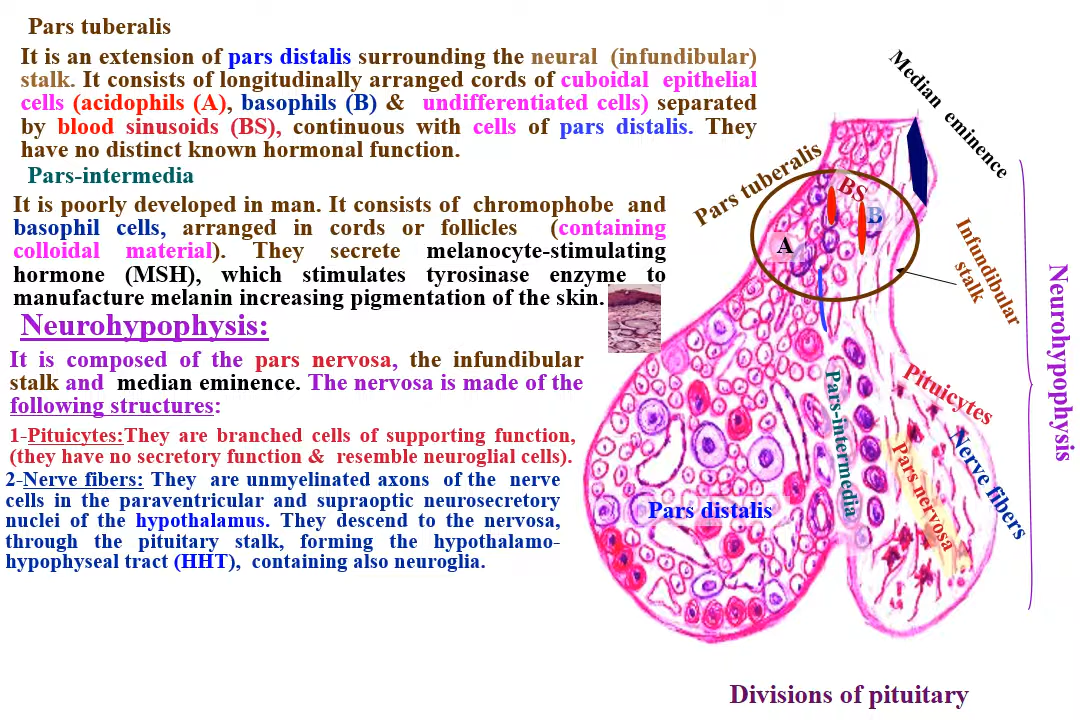 Pars tuberalis
It is an extension of pars distalis surrounding the neural (infundibular)
stalk. It consists of longitudinally arranged cords of cuboidal epithelial
cells (acidophils (A), basophils (B) & undifferentiated cells) separated
by blood sinusoids (BS), continuous with cells of pars distalis. They
have no distinct known hormonal function.
Pars-intermedia
It is poorly developed in man. It consists of chromophobe and
basophil cells, arranged in cords or follicles (containing
colloidal material). They secrete melanocyte-stimulating
hormone (MSH), which stimulates tyrosinase enzyme to
manufacture melanin increasing pigmentation of the skin.
Neurohypophysis:
It is composed of the pars nervosa, the infundibular
stalk and median eminence. The nervosa is made of the
following structures:
1-Pituicytes:They are branched cells of supporting function,
(they have no secretory function & resemble neuroglial cells).
2-Nerve fibers: They are unmyelinated axons of the nerve
cells in the paraventricular and supraoptic neurosecretory
nuclei of the hypothalamus. They descend to the nervosa,
through the pituitary stalk, forming the hypothalamo-
hypophyseal tract (HHT), containing also neuroglia.
Median eminence
Pars tuberalis
BS
B
A
Infundibular
stalk
Neurohypophysis
Pituicytes
Pars-intermedia
Nerve fibers
Pars nervosa
Pars distalis
Divisions of pituitary